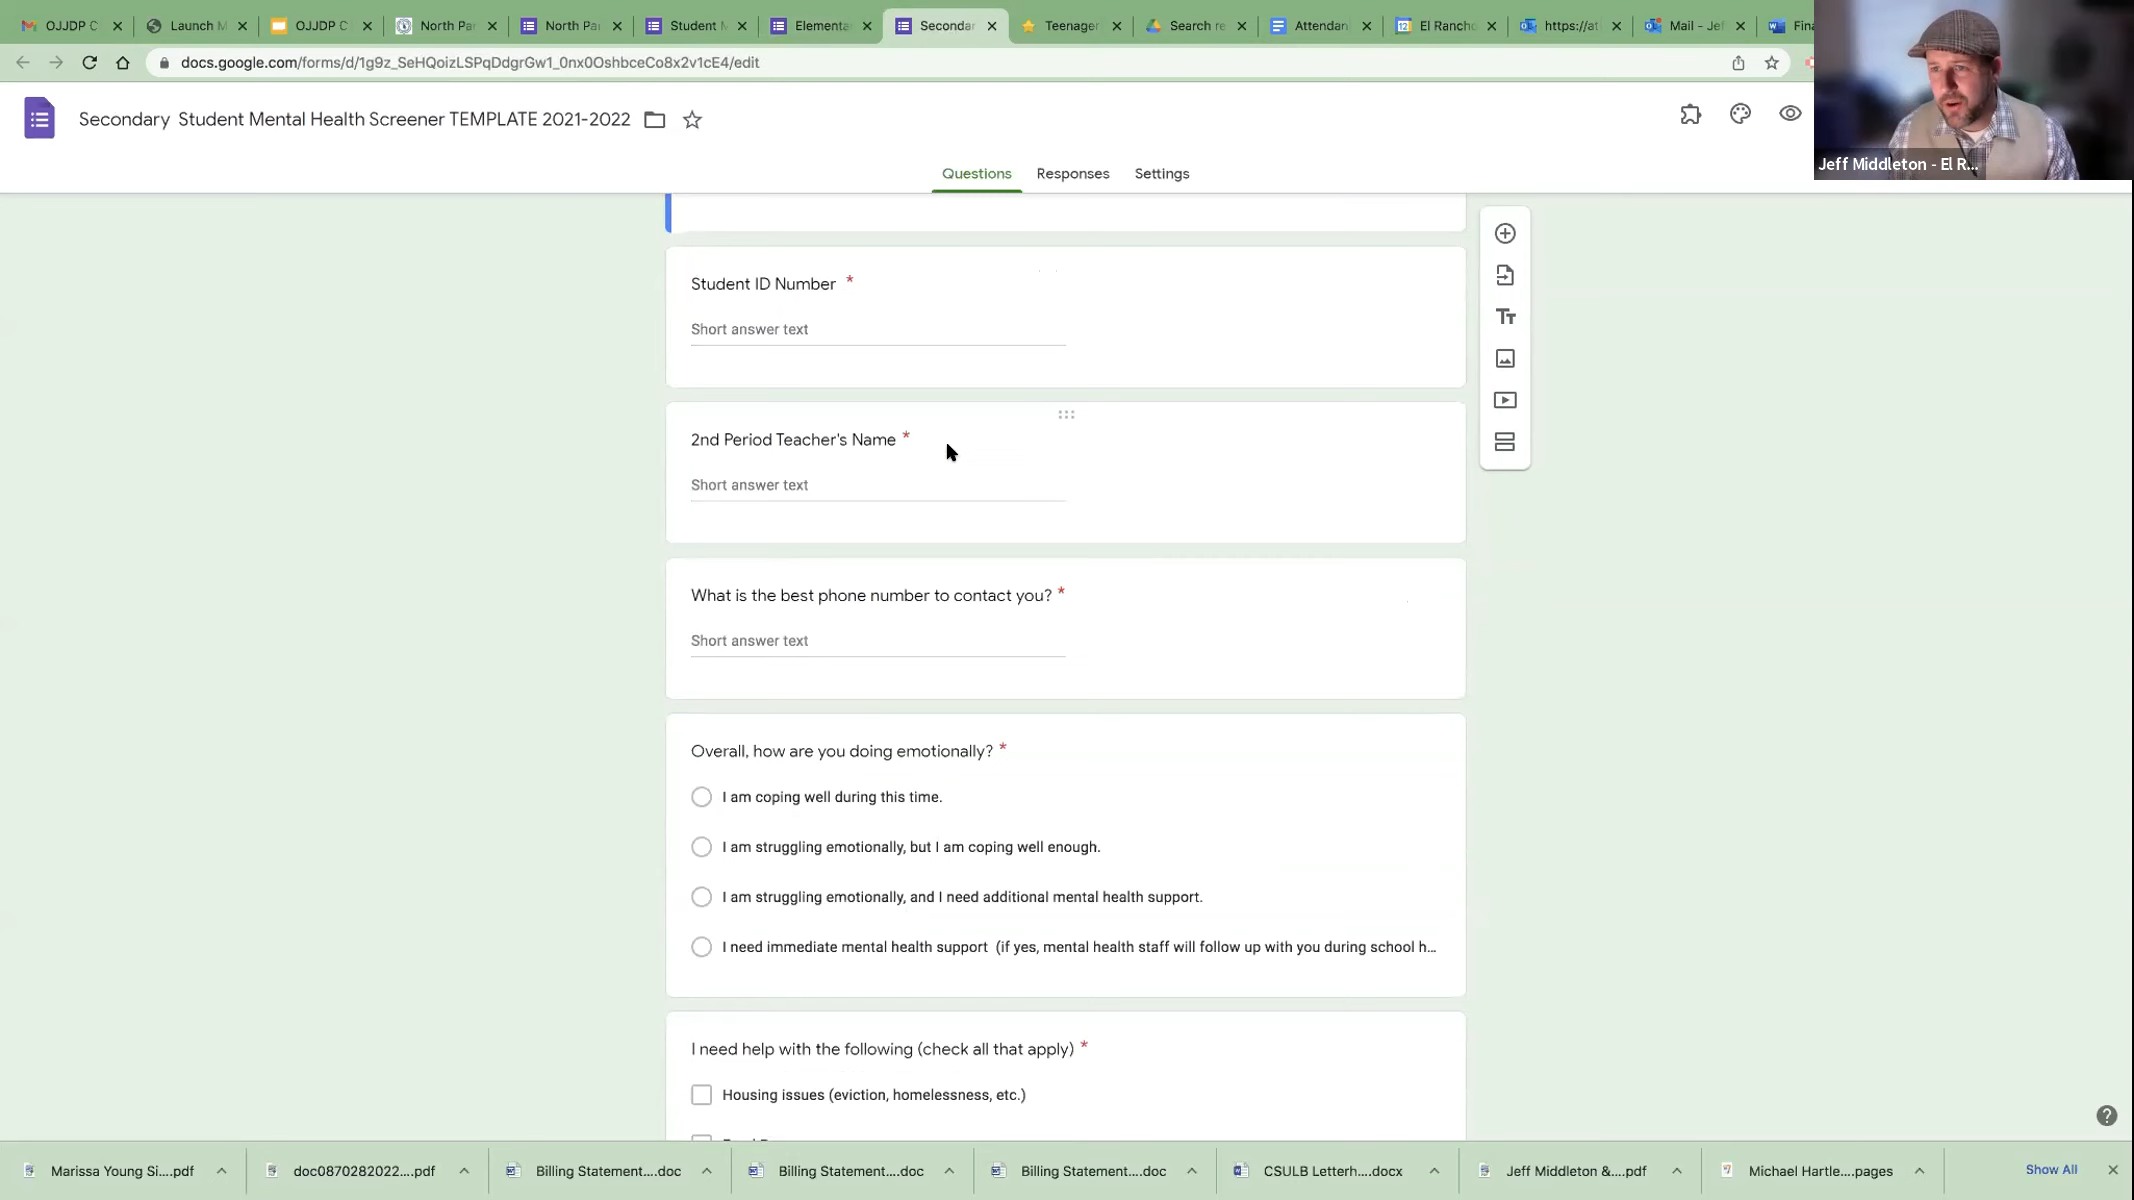 OJJDP C
Launch M
OJJDP C
North Par
North Par
Student M
Elementar
Secondar
Teenager
Search re
Attendan
El Rancho
https://at
Mail - Jef
Fina
docs.google.com/forms/d/1g9z_SeHQoizLSPqDdgrGw1_0nx0OshbceCo8x2v1cE4/edit
Secondary Student Mental Health Screener TEMPLATE 2021-2022
Jeff Middleton - El R...
Questions
Responses
Settings
Student ID Number *
Short answer text
2nd Period Teacher's Name *
Short answer text
What is the best phone number to contact you? *
Short answer text
Overall, how are you doing emotionally? *
I am coping well during this time.
I am struggling emotionally, but I am coping well enough.
I am struggling emotionally, and I need additional mental health support.
I need immediate mental health support (if yes, mental health staff will follow up with you during school h...
I need help with the following (check all that apply) *
Housing issues (eviction, homelessness, etc.)
Marissa Young Si....pdf
doc0870282022....pdf
Billing Statement....doc
Billing Statement....doc
Billing Statement....doc
CSULB Letterh....docx
Jeff Middleton &....pdf
Michael Hartle....pages
Show All